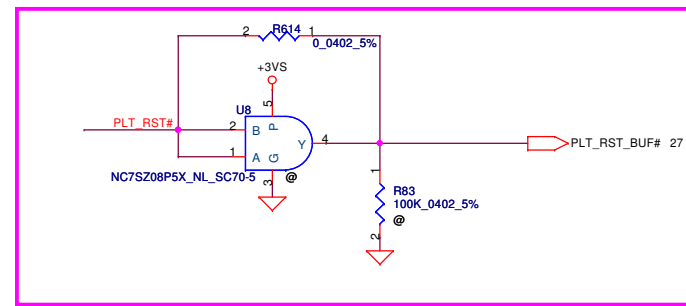 2
R614
1
0_0402_5%
+3VS
5
U8
PLT_RST#
2
B
P
Y
4
1
A
G
PLT_RST_BUF# 27
NC7SZ08P5X_NL_SC70-5
3
@
1
R83
100K_0402_5%
@
2